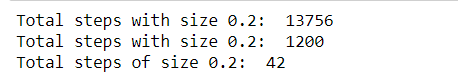 Total steps with size 0.2:  13756
Total steps with size 0.2:  1200
Total steps of size 0.2:  42